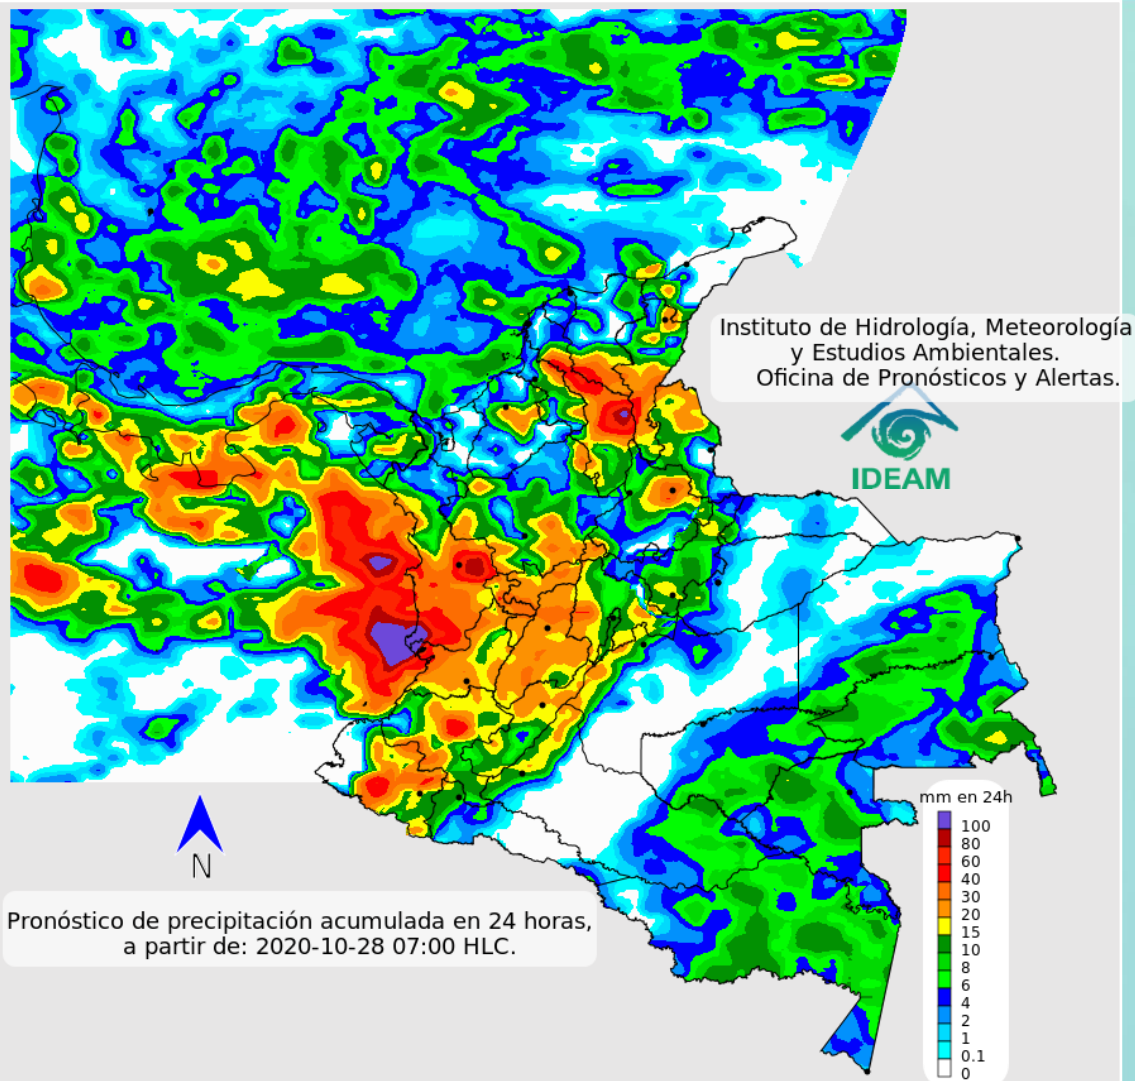 Instituto de Hidrología, Meteorología
y Estudios Ambientales.
Oficina de Pronósticos y Alertas.
IDEAM
mm en 24h
100
80
60
40
30
20
15
10
8
6
4
2
1
0.1
0
N
Pronóstico de precipitación acumulada en 24 horas,
a partir de: 2020-10-28 07:00 HLC.